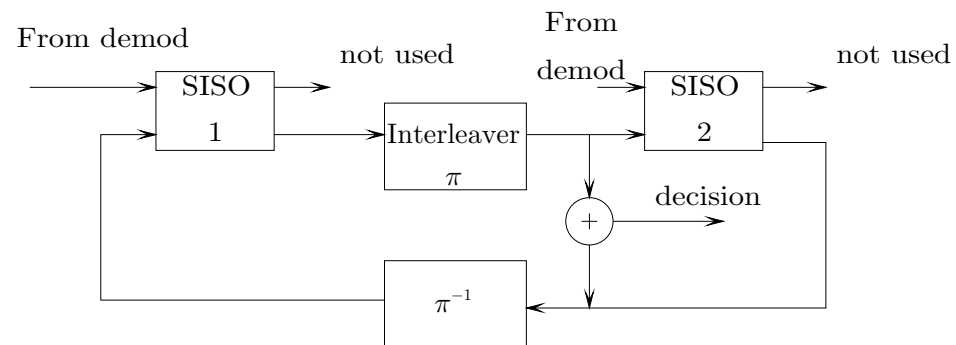 From demod
not used
From
demod
not used
SISO
1
Interleaver
π
SISO
2
decision
+
π⁻¹